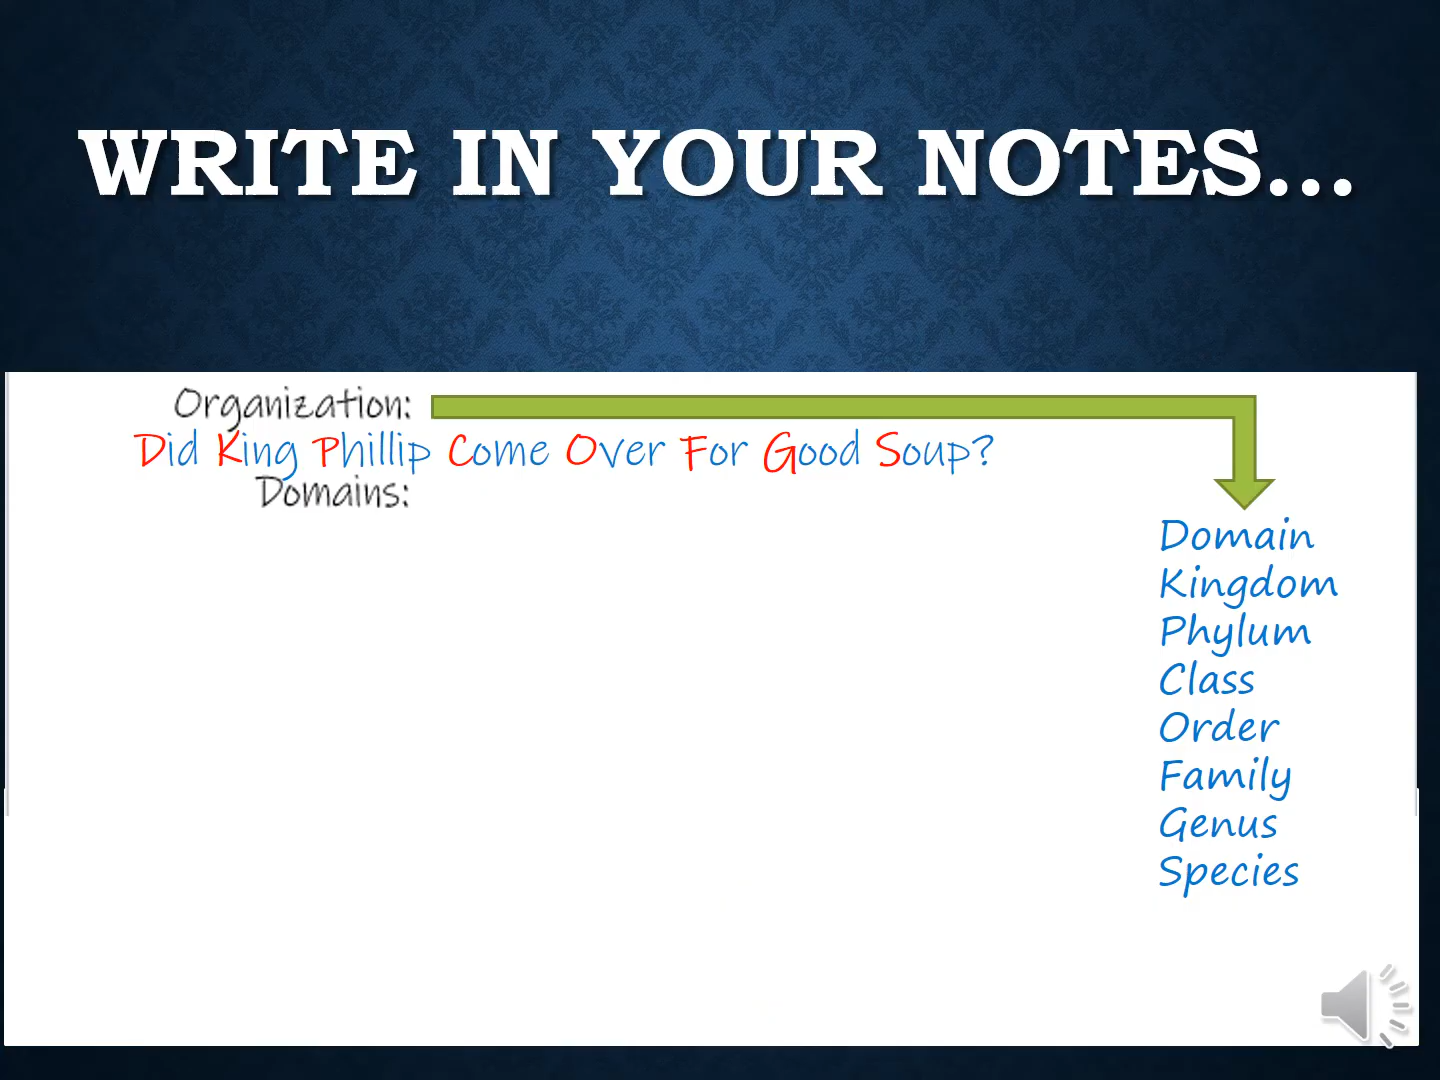 WRITE IN YOUR NOTES...
Organization:
Did King Phillip Come Over For Good Soup?
Domains:
Domain
Kingdom
Phylum
Class
Order
Family
Genus
Species